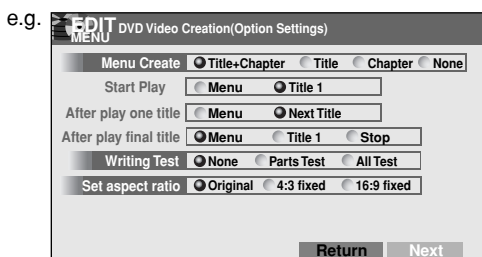 e.g.
EDIT MENU DVD Video Creation(Option Settings)
Menu Create Title+Chapter Title Chapter None
Start Play Menu Title 1
After play one title Menu Next Title
After play final title Menu Title 1 Stop
Writing Test None Parts Test All Test
Set aspect ratio Original 4:3 fixed 16:9 fixed
Return Next